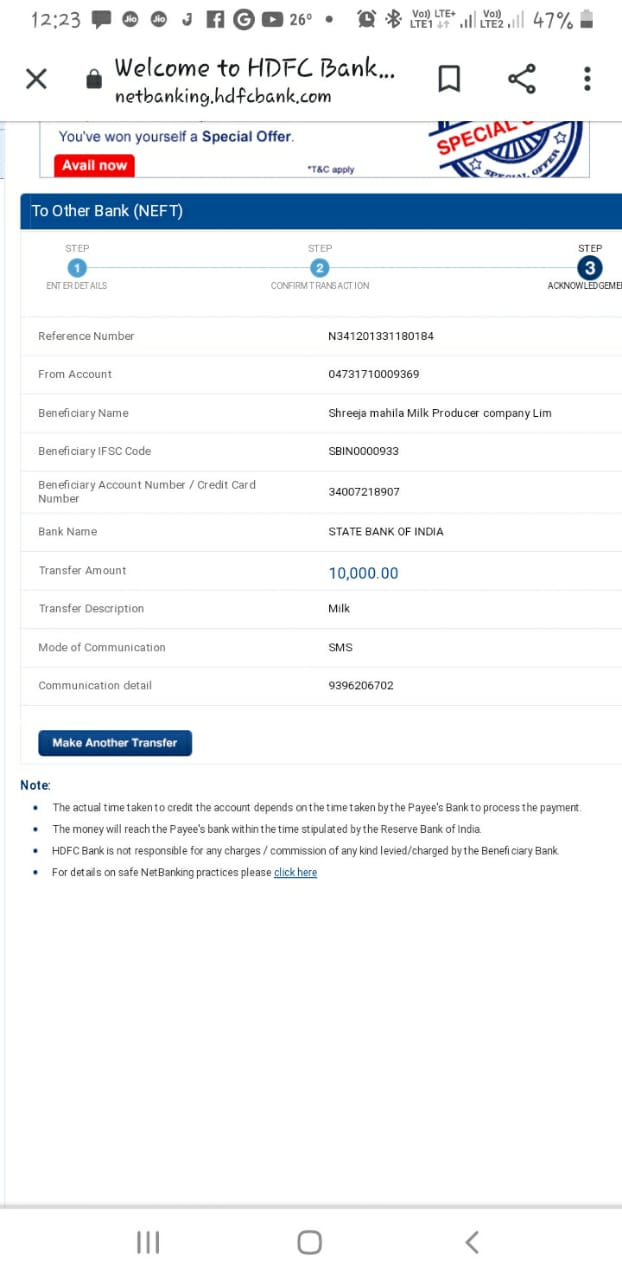 12:23 Jio Jio J f G 26° Vo)) LTE+ LTE1 Vo)) LTE2 47%
Welcome to HDFC Bank...
netbanking.hdfcbank.com
You've won yourself a Special Offer.
Avail now
*T&C apply
SPECIAL
SPECIAL OFFER
To Other Bank (NEFT)
STEP STEP STEP
1 2 3
ENTER DETAILS CONFIRM TRANSACTION ACKNOWLEDGEME
Reference Number N341201331180184
From Account 04731710009369
Beneficiary Name Shreeja mahila Milk Producer company Lim
Beneficiary IFSC Code SBIN0000933
Beneficiary Account Number / Credit Card
Number 34007218907
Bank Name STATE BANK OF INDIA
Transfer Amount 10,000.00
Transfer Description Milk
Mode of Communication SMS
Communication detail 9396206702
Make Another Transfer
Note:
• The actual time taken to credit the account depends on the time taken by the Payee's Bank to process the payment.
• The money will reach the Payee's bank within the time stipulated by the Reserve Bank of India.
• HDFC Bank is not responsible for any charges / commission of any kind levied/charged by the Beneficiary Bank.
• For details on safe NetBanking practices please click here